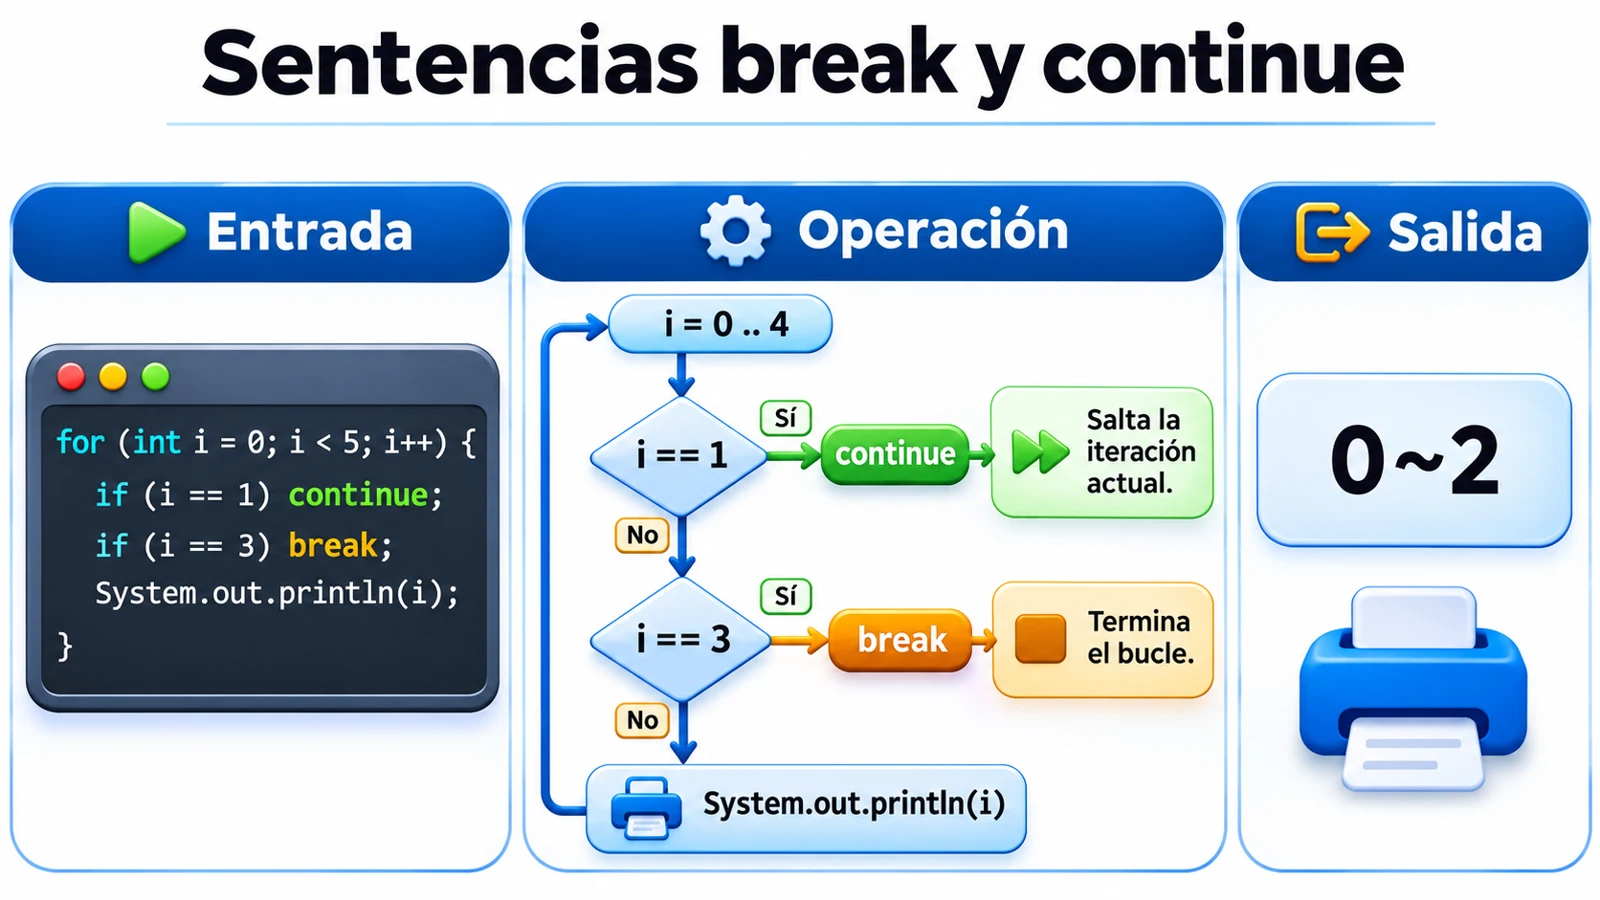 Sentencias break y continue
Entrada
for (int i = 0; i < 5; i++) {
if (i == 1) continue;
if (i == 3) break;
System.out.println(i);
}
Operación
i = 0 .. 4
i == 1
Sí
continue
Salta la
iteración
actual.
No
i == 3
Sí
break
Termina
el bucle.
No
System.out.println(i)
Salida
0~2